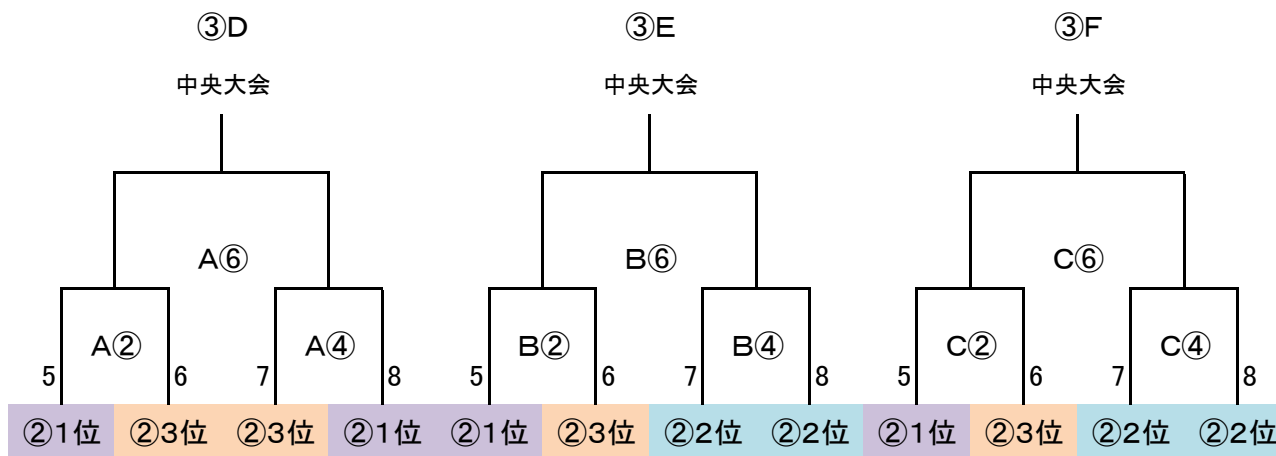 ③D ③E ③F
中央大会 中央大会 中央大会
A⑥ B⑥ C⑥
A② A④ B② B④ C② C④
5 6 7 8 5 6 7 8 5 6 7 8
②1位 ②3位 ②3位 ②1位 ②1位 ②3位 ②2位 ②2位 ②1位 ②3位 ②2位 ②2位